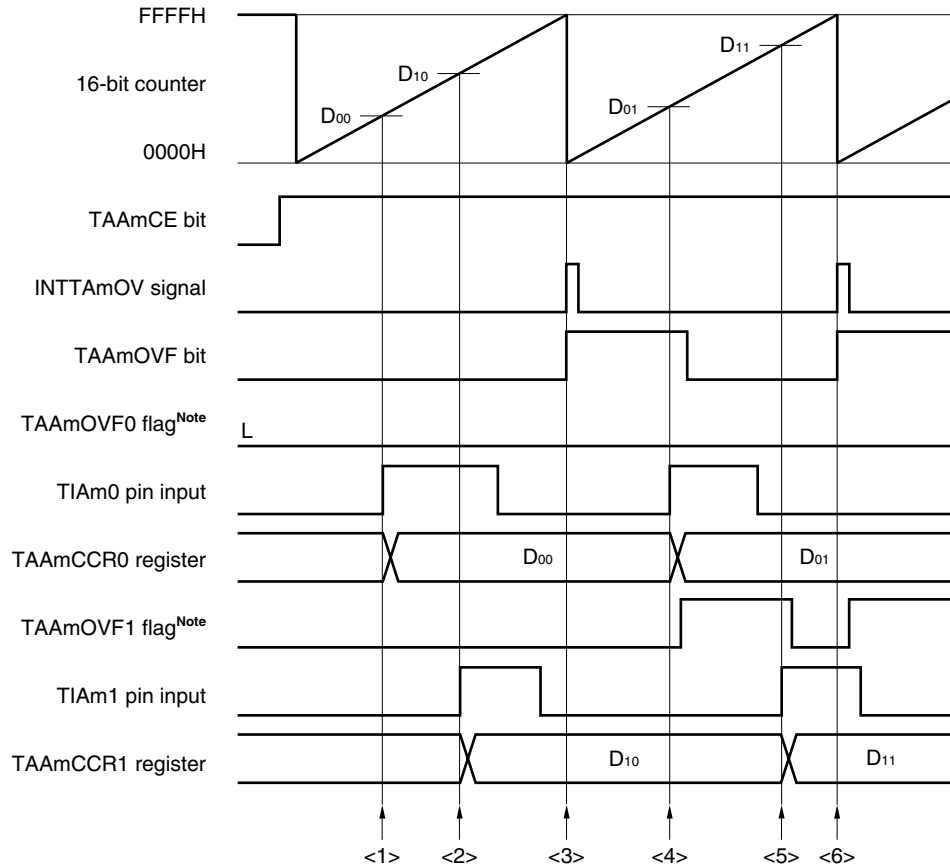 FFFFH
D11
D10
16-bit counter
D01
D00
0000H
TAAmCE bit
INTTAmOV signal
TAAmOVF bit
TAAmOVF0 flagNote
L
TIAm0 pin input
TAAmCCR0 register
D00
D01
TAAmOVF1 flagNote
TIAm1 pin input
TAAmCCR1 register
D10
D11
<1> <2> <3> <4> <5> <6>